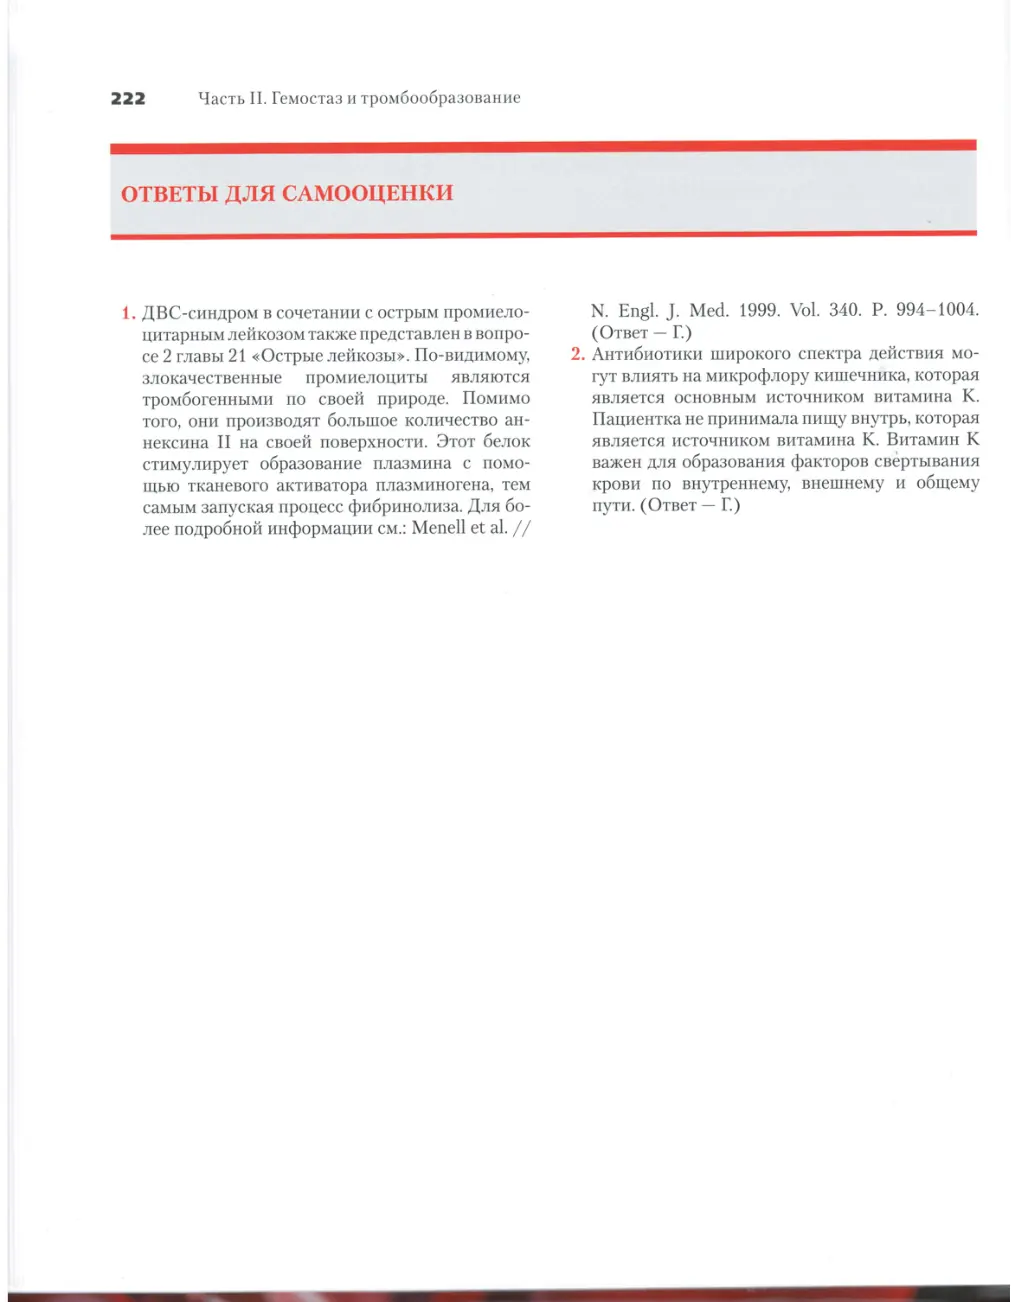 222 Часть II. Гемостаз и тромбообразование
ОТВЕТЫ ДЛЯ САМООЦЕНКИ
1. ДВС-синдром в сочетании с острым промиело-
цитарным лейкозом также представлен в вопро-
се 2 главы 21 «Острые лейкозы». По-видимому,
злокачественные промиелоциты являются
тромбогенными по своей природе. Помимо
того, они производят большое количество ан-
нексина II на своей поверхности. Этот белок
стимулирует образование плазмина с помо-
щью тканевого активатора плазминогена, тем
самым запуская процесс фибринолиза. Для бо-
лее подробной информации см.: Menell et al. //
N. Engl. J. Med. 1999. Vol. 340. P. 994–1004.
(Ответ — Г.)
2. Антибиотики широкого спектра действия мо-
гут влиять на микрофлору кишечника, которая
является основным источником витамина K.
Пациентка не принимала пищу внутрь, которая
является источником витамина K. Витамин K
важен для образования факторов свёртывания
крови по внутреннему, внешнему и общему
пути. (Ответ — Г.)